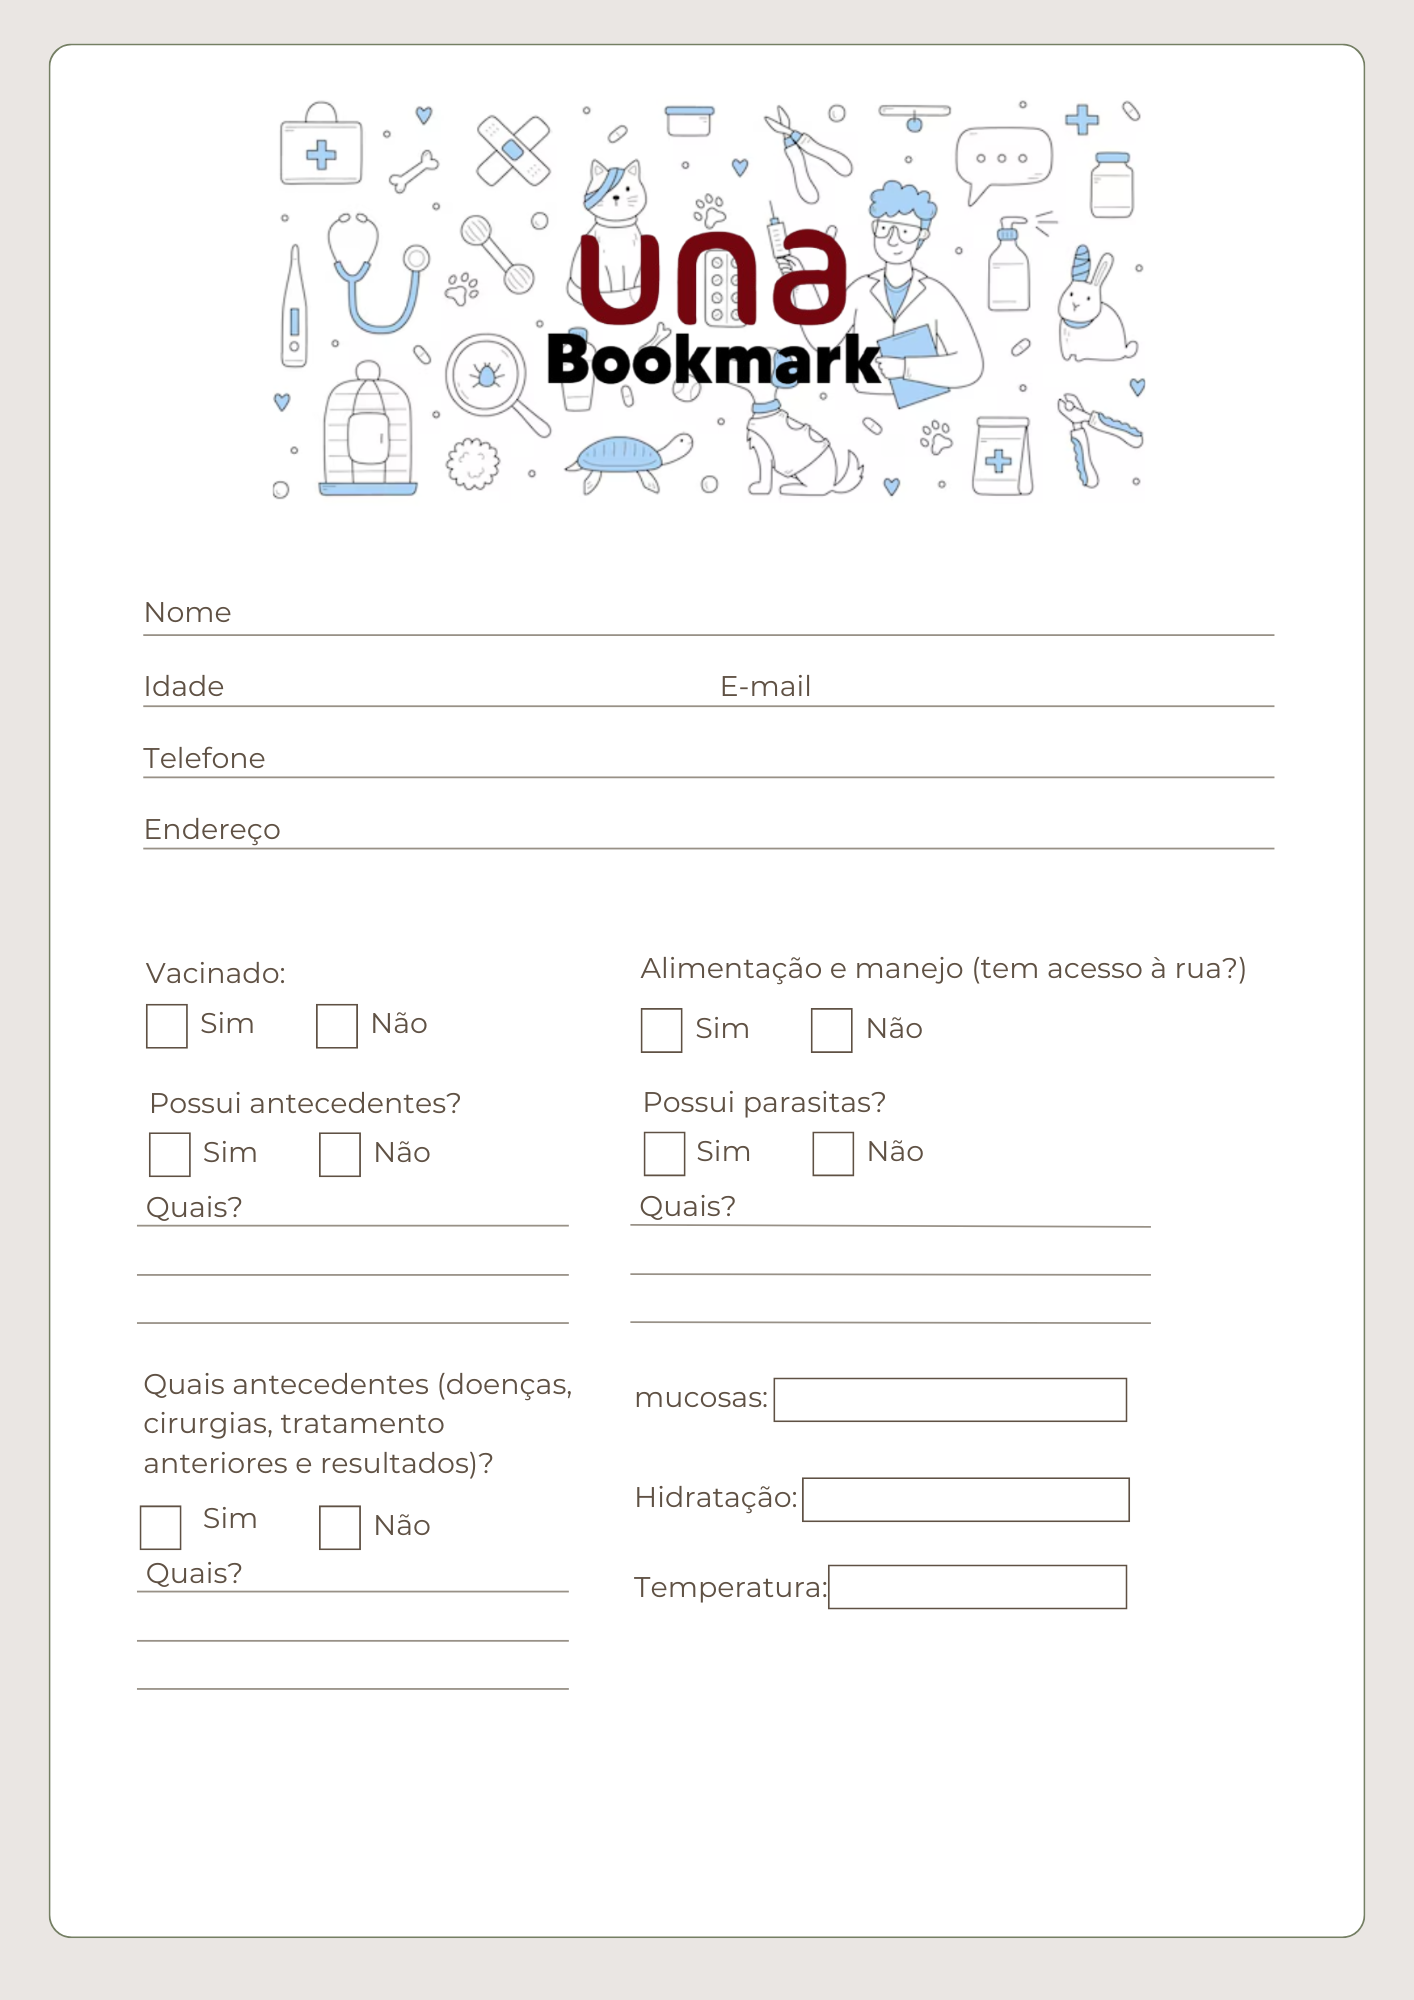 una
Bookmark
Nome
Idade E-mail
Telefone
Endereço
Vacinado:
Sim Não
Alimentação e manejo (tem acesso à rua?)
Sim Não
Possui antecedentes?
Sim Não
Quais?
Possui parasitas?
Sim Não
Quais?
Quais antecedentes (doenças,
cirurgias, tratamento
anteriores e resultados)?
Sim Não
Quais?
mucosas:
Hidratação:
Temperatura: